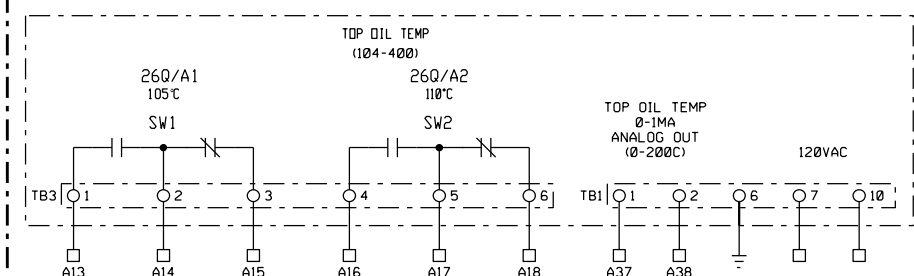 TOP OIL TEMP
(104-400)
26Q/A1
105°C
SW1
26Q/A2
110°C
SW2
TOP OIL TEMP
0-1MA
ANALOG OUT
(0-200C)
120VAC
TB3 1 2 3 4 5 6
TB1 1 2 6 7 10
A13 A14 A15 A16 A17 A18 A37 A38